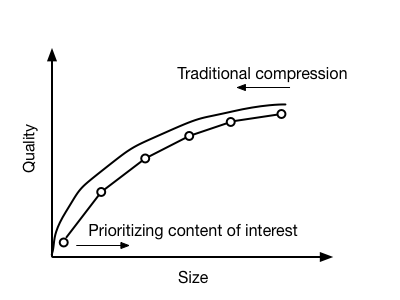 Traditional compression
Quality
Prioritizing content of interest
Size